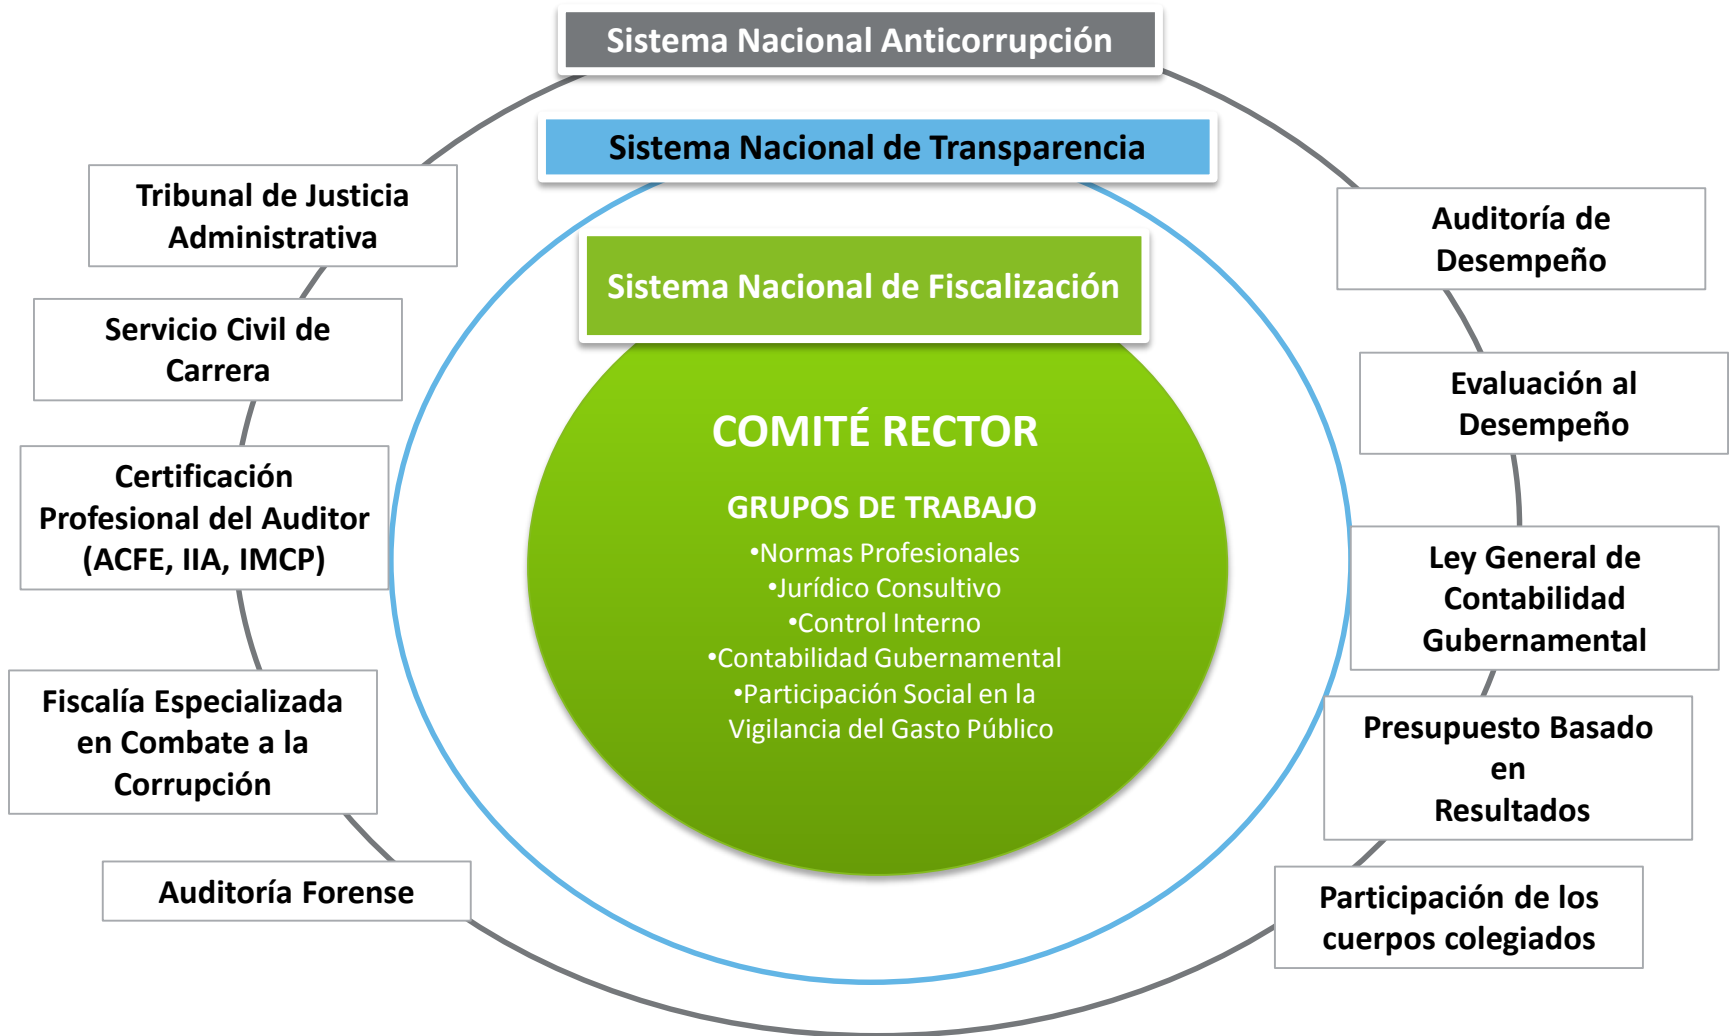 Sistema Nacional Anticorrupción
Sistema Nacional de Transparencia
Sistema Nacional de Fiscalización
COMITÉ RECTOR
GRUPOS DE TRABAJO
•Normas Profesionales
•Jurídico Consultivo
•Control Interno
•Contabilidad Gubernamental
•Participación Social en la
Vigilancia del Gasto Público
Tribunal de Justicia
Administrativa
Servicio Civil de
Carrera
Certificación
Profesional del Auditor
(ACFE, IIA, IMCP)
Fiscalía Especializada
en Combate a la
Corrupción
Auditoría Forense
Auditoría de
Desempeño
Evaluación al
Desempeño
Ley General de
Contabilidad
Gubernamental
Presupuesto Basado
en
Resultados
Participación de los
cuerpos colegiados